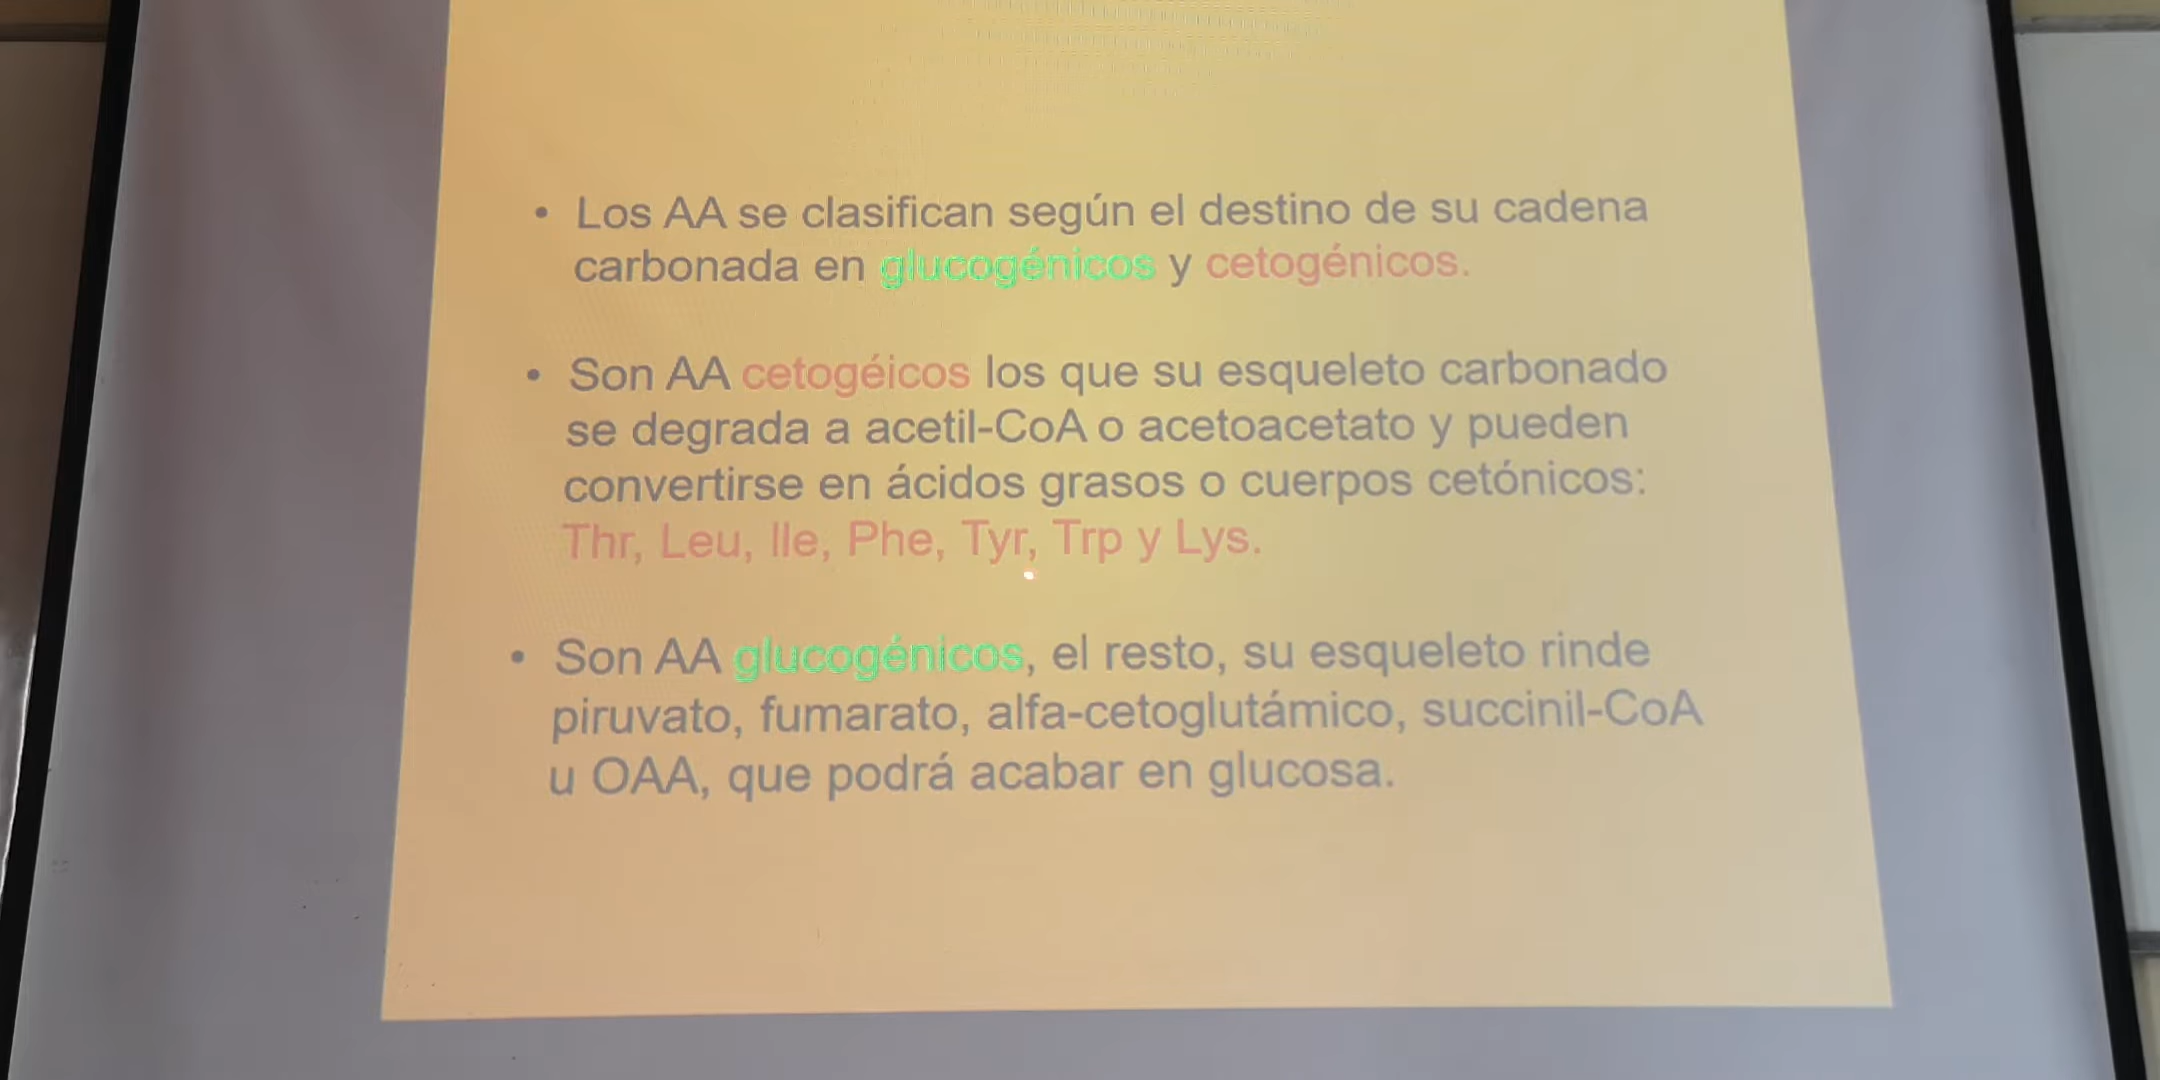 • Los AA se clasifican según el destino de su cadena
carbonada en glucogénicos y cetogénicos.
• Son AA cetogéicos los que su esqueleto carbonado
se degrada a acetil-CoA o acetoacetato y pueden
convertirse en ácidos grasos o cuerpos cetónicos:
Thr, Leu, Ile, Phe, Tyr, Trp y Lys.
• Son AA glucogénicos, el resto, su esqueleto rinde
piruvato, fumarato, alfa-cetoglutámico, succinil-CoA
u OAA, que podrá acabar en glucosa.